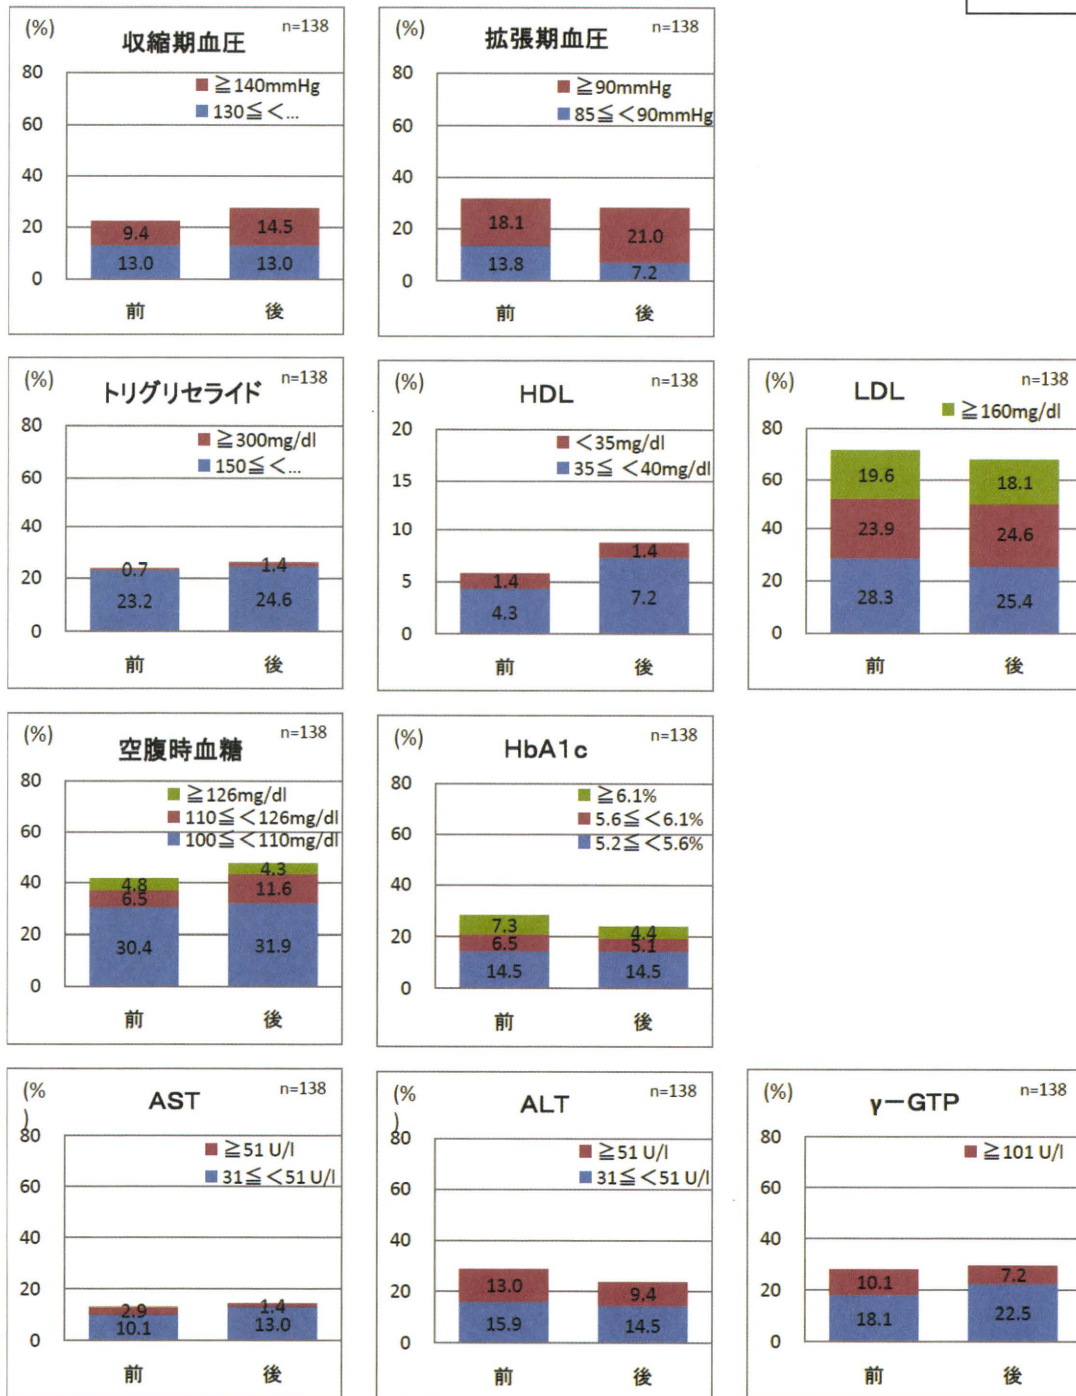 (%) 収縮期血圧 n=138
80
≧140mmHg
130≦<...
60
40
20
9.4 14.5
13.0 13.0
0
前 後
(%) 拡張期血圧 n=138
80
≧90mmHg
85≦<90mmHg
60
40
20
18.1 21.0
13.8 7.2
0
前 後
(%) トリグリセライド n=138
80
≧300mg/dl
150≦<...
60
40
20
0.7 1.4
23.2 24.6
0
前 後
(%) HDL n=138
20
<35mg/dl
35≦<40mg/dl
15
10
5
1.4 1.4
4.3 7.2
0
前 後
(%) LDL n=138
≧160mg/dl
80
60
40
20
19.6 18.1
23.9 24.6
28.3 25.4
0
前 後
(%) 空腹時血糖 n=138
80
≧126mg/dl
110≦<126mg/dl
100≦<110mg/dl
60
40
20
4.8 4.3
6.5 11.6
30.4 31.9
0
前 後
(%) HbA1c n=138
80
≧6.1%
5.6≦<6.1%
5.2≦<5.6%
60
40
20
7.3 4.4
6.5 5.1
14.5 14.5
0
前 後
(%) AST n=138
80
≧51 U/l
31≦<51 U/l
60
40
20
2.9 1.4
10.1 13.0
0
前 後
(%) ALT n=138
80
≧51 U/l
31≦<51 U/l
60
40
20
13.0 9.4
15.9 14.5
0
前 後
(%) γ-GTP n=138
80
≧101 U/l
60
40
20
10.1 7.2
18.1 22.5
0
前 後